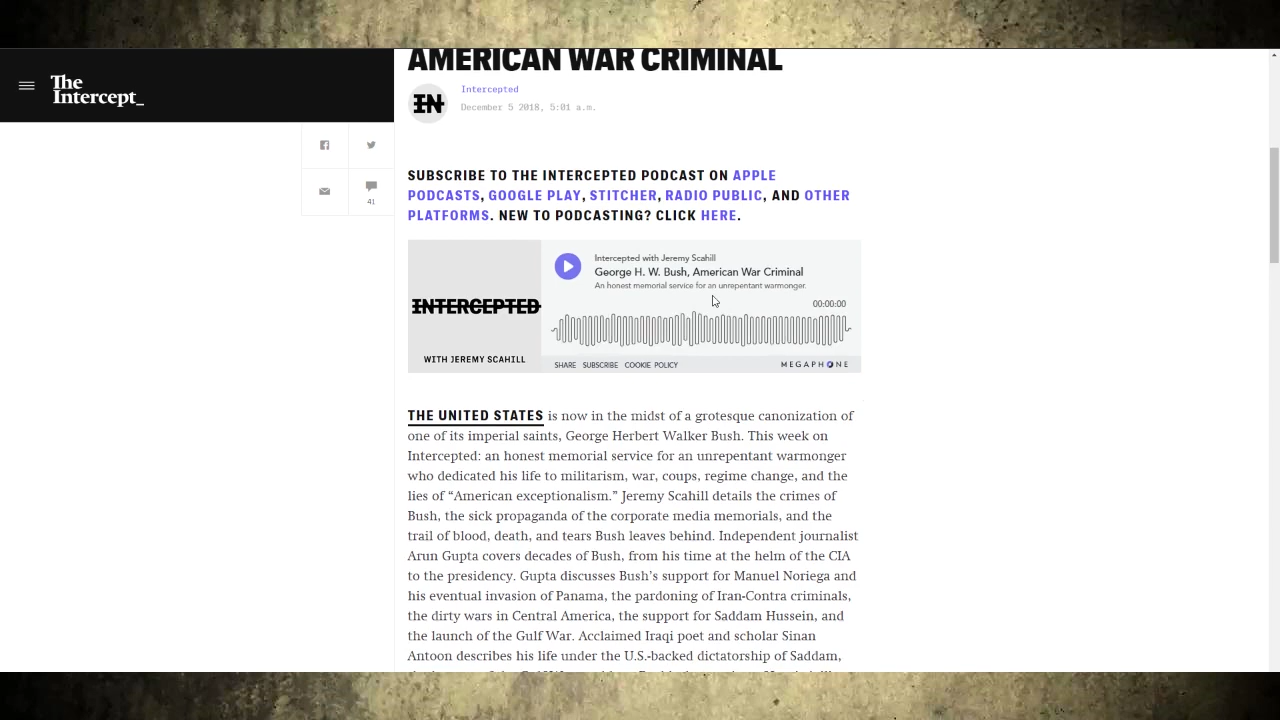 AMERICAN WAR CRIMINAL
The
Intercept_
IN
Intercepted
December 5 2018, 5:01 a.m.
41
SUBSCRIBE TO THE INTERCEPTED PODCAST ON APPLE
PODCASTS, GOOGLE PLAY, STITCHER, RADIO PUBLIC, AND OTHER
PLATFORMS. NEW TO PODCASTING? CLICK HERE.
Intercepted with Jeremy Scahill
George H. W. Bush, American War Criminal
An honest memorial service for an unrepentant warmonger.
00:00:00
INTERCEPTED
WITH JEREMY SCAHILL
SHARE SUBSCRIBE COOKIE POLICY
MEGAPHONE
THE UNITED STATES is now in the midst of a grotesque canonization of
one of its imperial saints, George Herbert Walker Bush. This week on
Intercepted: an honest memorial service for an unrepentant warmonger
who dedicated his life to militarism, war, coups, regime change, and the
lies of “American exceptionalism.” Jeremy Scahill details the crimes of
Bush, the sick propaganda of the corporate media memorials, and the
trail of blood, death, and tears Bush leaves behind. Independent journalist
Arun Gupta covers decades of Bush, from his time at the helm of the CIA
to the presidency. Gupta discusses Bush’s support for Manuel Noriega and
his eventual invasion of Panama, the pardoning of Iran-Contra criminals,
the dirty wars in Central America, the support for Saddam Hussein, and
the launch of the Gulf War. Acclaimed Iraqi poet and scholar Sinan
Antoon describes his life under the U.S.-backed dictatorship of Saddam,